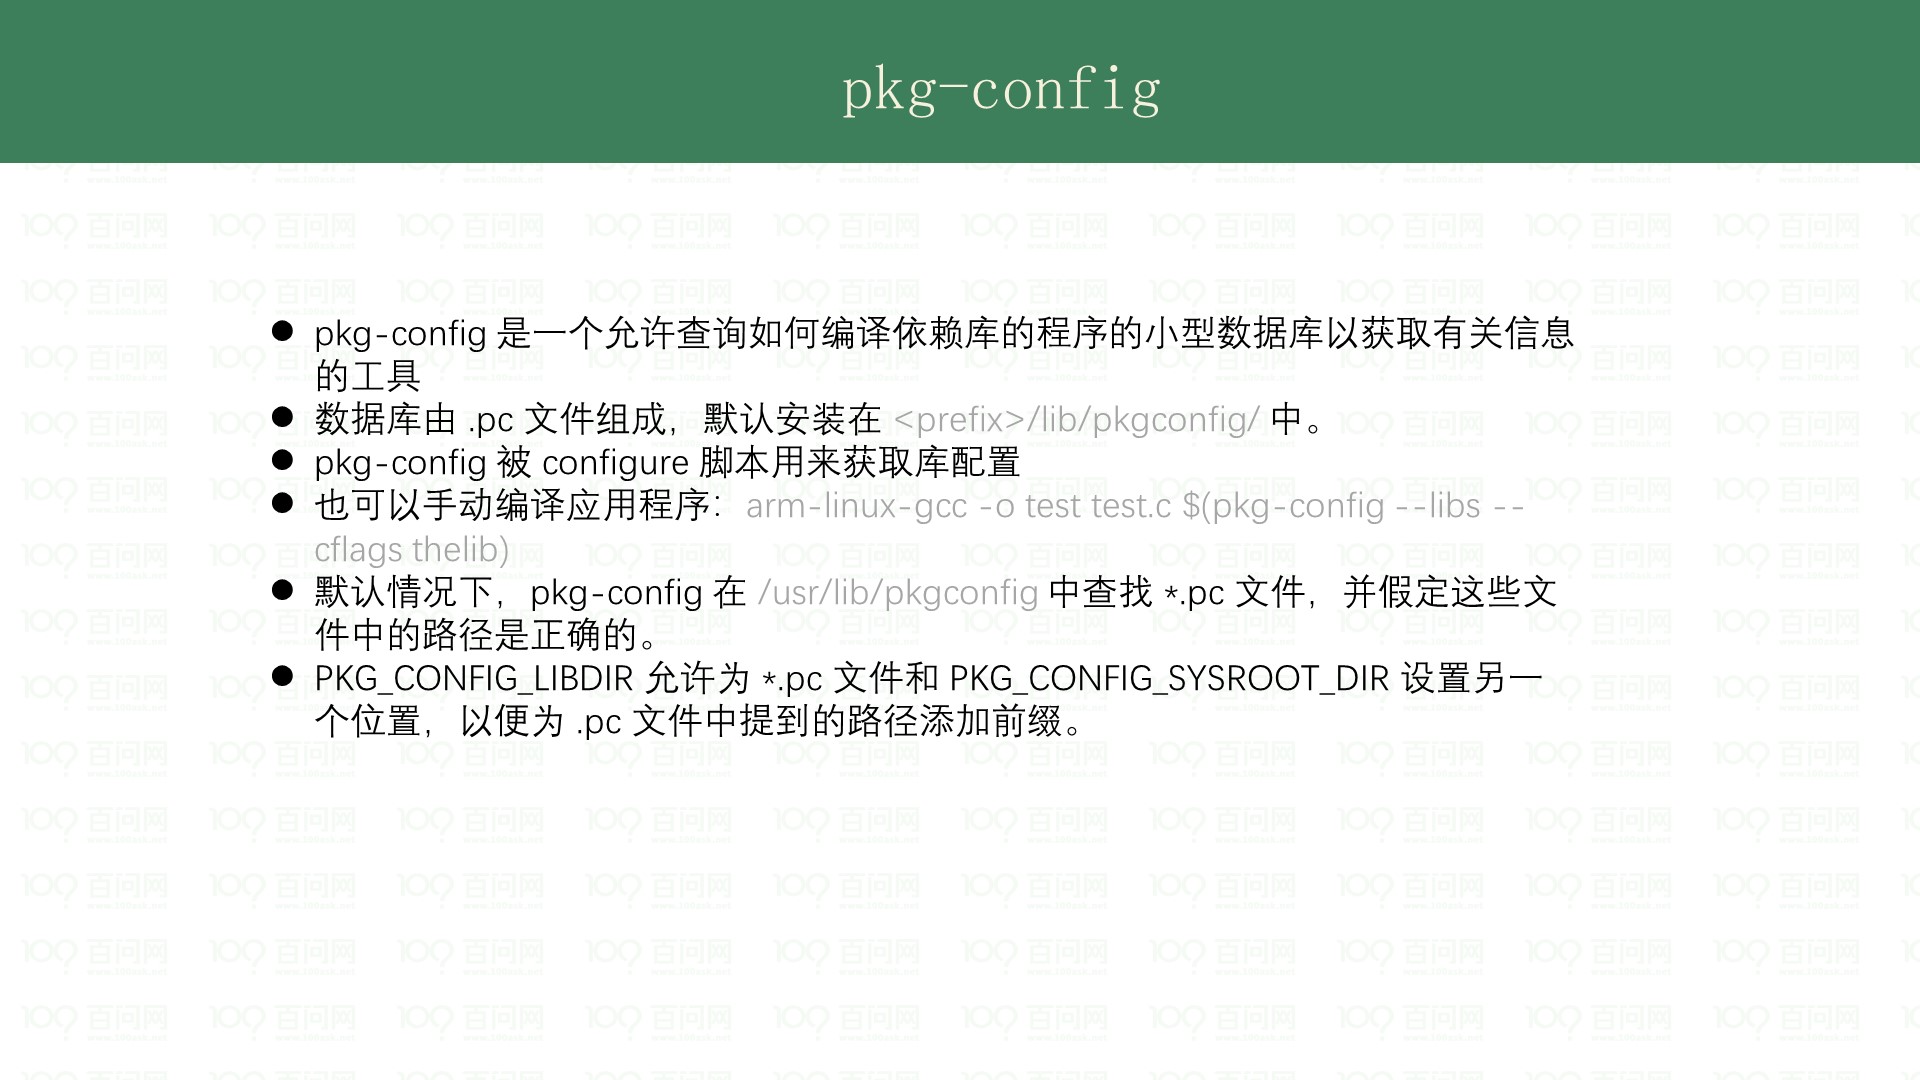 pkg-config
● pkg-config 是一个允许查询如何编译依赖库的程序的小型数据库以获取有关信息
的工具
● 数据库由 .pc 文件组成，默认安装在 <prefix>/lib/pkgconfig/ 中。
● pkg-config 被 configure 脚本用来获取库配置
● 也可以手动编译应用程序：arm-linux-gcc -o test test.c $(pkg-config --libs --
cflags thelib)
● 默认情况下，pkg-config 在 /usr/lib/pkgconfig 中查找 *.pc 文件，并假定这些文
件中的路径是正确的。
● PKG_CONFIG_LIBDIR 允许为 *.pc 文件和 PKG_CONFIG_SYSROOT_DIR 设置另一
个位置，以便为 .pc 文件中提到的路径添加前缀。